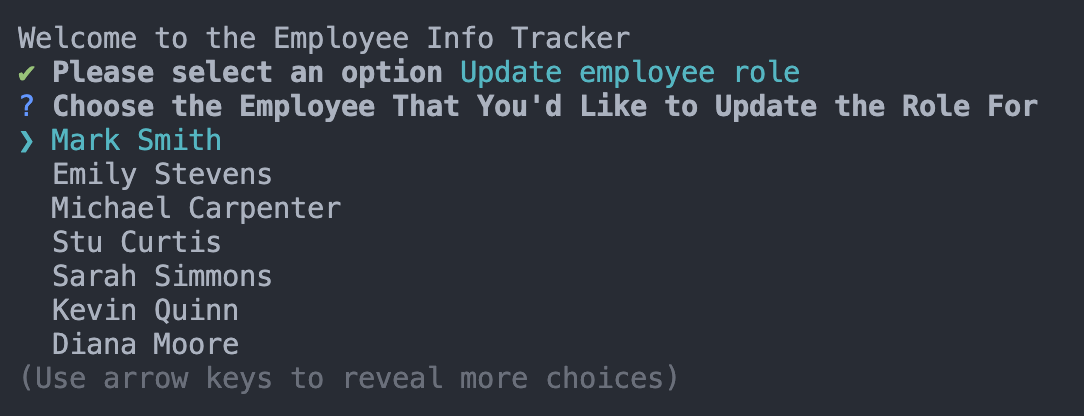 Welcome to the Employee Info Tracker
✔ Please select an option Update employee role
? Choose the Employee That You'd Like to Update the Role For
❯ Mark Smith
Emily Stevens
Michael Carpenter
Stu Curtis
Sarah Simmons
Kevin Quinn
Diana Moore
(Use arrow keys to reveal more choices)